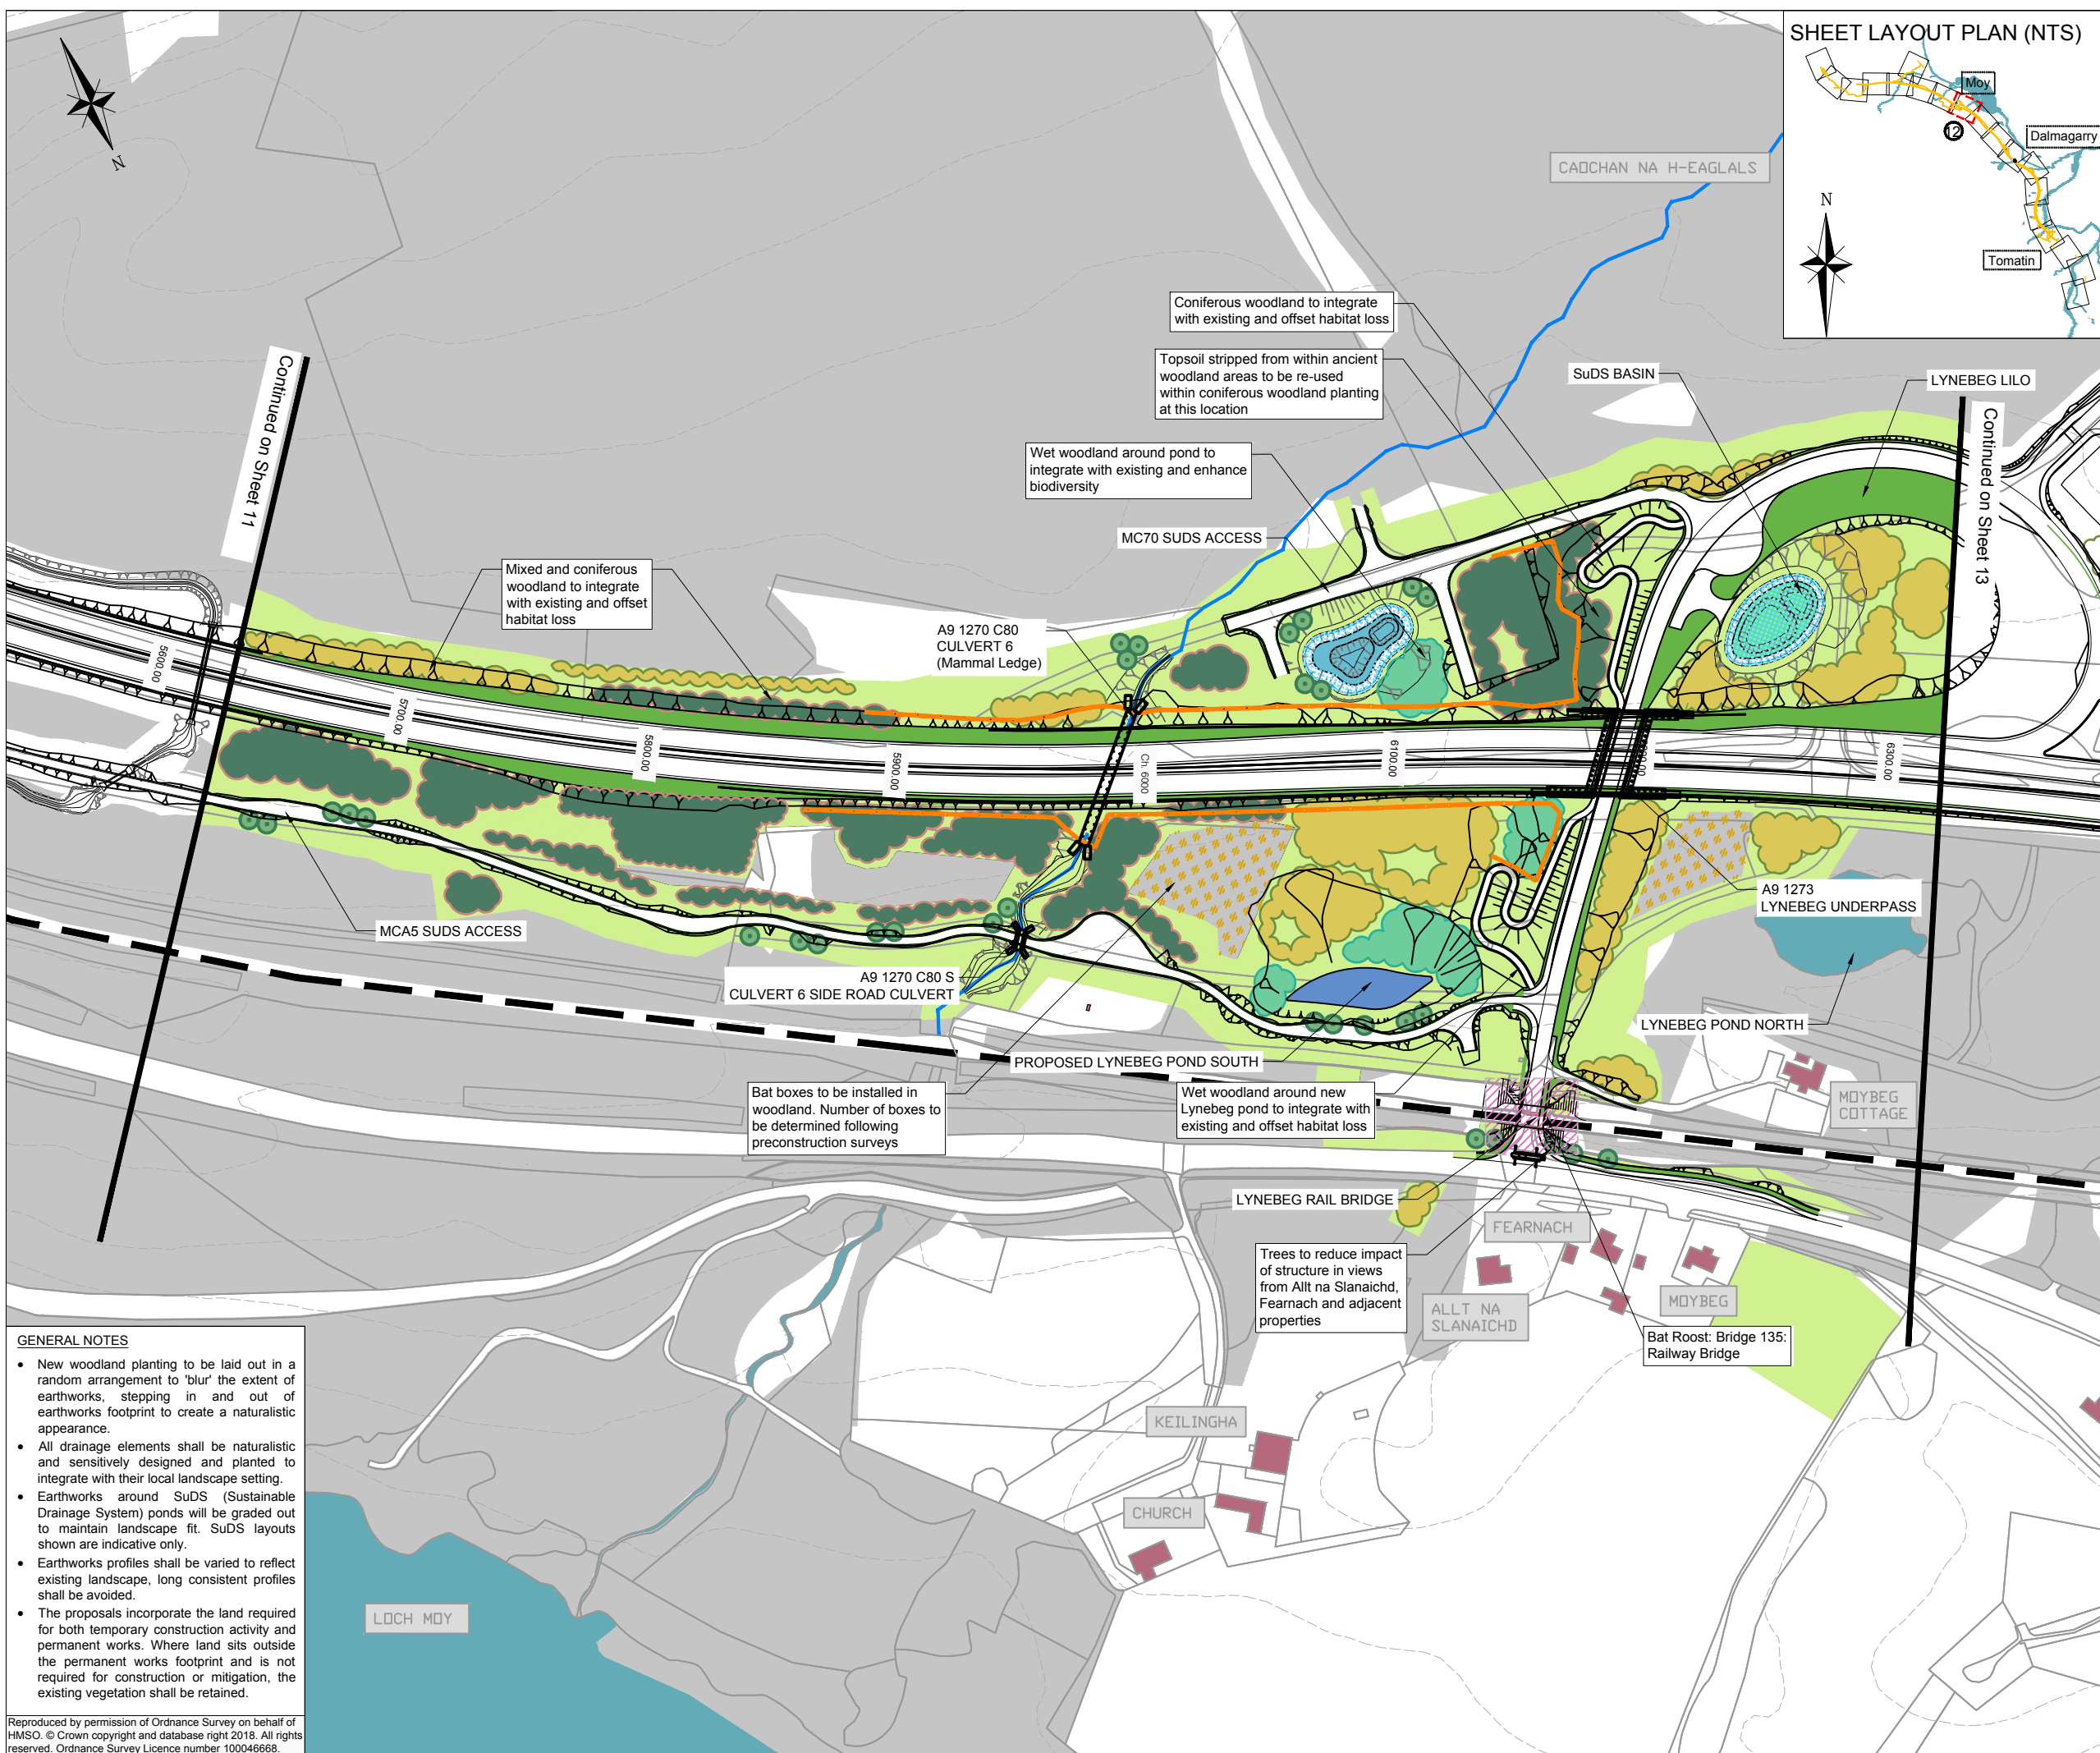 SHEET LAYOUT PLAN (NTS)
Moy
12
Dalmagarry
Tomatin
N
N
CAOCHAN NA H-EAGLALS
Coniferous woodland to integrate
with existing and offset habitat loss
Topsoil stripped from within ancient
woodland areas to be re-used
within coniferous woodland planting
at this location
SuDS BASIN
LYNEBEG LILO
Continued on Sheet 11
Continued on Sheet 13
Wet woodland around pond to
integrate with existing and enhance
biodiversity
MC70 SUDS ACCESS
Mixed and coniferous
woodland to integrate
with existing and offset
habitat loss
A9 1270 C80
CULVERT 6
(Mammal Ledge)
5600.00
5700.00
5800.00
5900.00
Ch. 6000
6100.00
6300.00
A9 1273
LYNEBEG UNDERPASS
MCA5 SUDS ACCESS
A9 1270 C80 S
CULVERT 6 SIDE ROAD CULVERT
LYNEBEG POND NORTH
PROPOSED LYNEBEG POND SOUTH
Bat boxes to be installed in
woodland. Number of boxes to
be determined following
preconstruction surveys
Wet woodland around new
Lynebeg pond to integrate with
existing and offset habitat loss
MOYBEG
COTTAGE
LYNEBEG RAIL BRIDGE
FEARNACH
Trees to reduce impact
of structure in views
from Allt na Slanaichd,
Fearnach and adjacent
properties
ALLT NA
SLANAICHD
MOYBEG
Bat Roost: Bridge 135:
Railway Bridge
KEILINGHA
CHURCH
LOCH MOY
GENERAL NOTES
• New woodland planting to be laid out in a
random arrangement to 'blur' the extent of
earthworks, stepping in and out of
earthworks footprint to create a naturalistic
appearance.
• All drainage elements shall be naturalistic
and sensitively designed and planted to
integrate with their local landscape setting.
• Earthworks around SuDS (Sustainable
Drainage System) ponds will be graded out
to maintain landscape fit. SuDS layouts
shown are indicative only.
• Earthworks profiles shall be varied to reflect
existing landscape, long consistent profiles
shall be avoided.
• The proposals incorporate the land required
for both temporary construction activity and
permanent works. Where land sits outside
the permanent works footprint and is not
required for construction or mitigation, the
existing vegetation shall be retained.
Reproduced by permission of Ordnance Survey on behalf of
HMSO. © Crown copyright and database right 2018. All rights
reserved. Ordnance Survey Licence number 100046668.